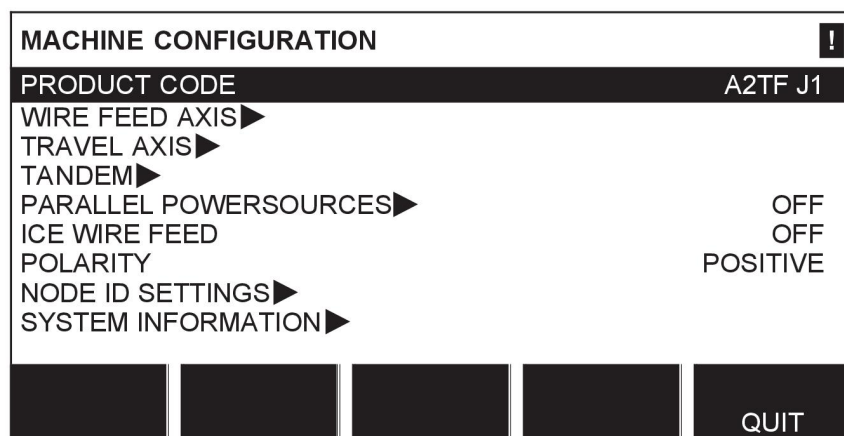 MACHINE CONFIGURATION !
PRODUCT CODE A2TF J1
WIRE FEED AXIS▶
TRAVEL AXIS▶
TANDEM▶
PARALLEL POWERSOURCES▶ OFF
ICE WIRE FEED OFF
POLARITY POSITIVE
NODE ID SETTINGS▶
SYSTEM INFORMATION▶
QUIT